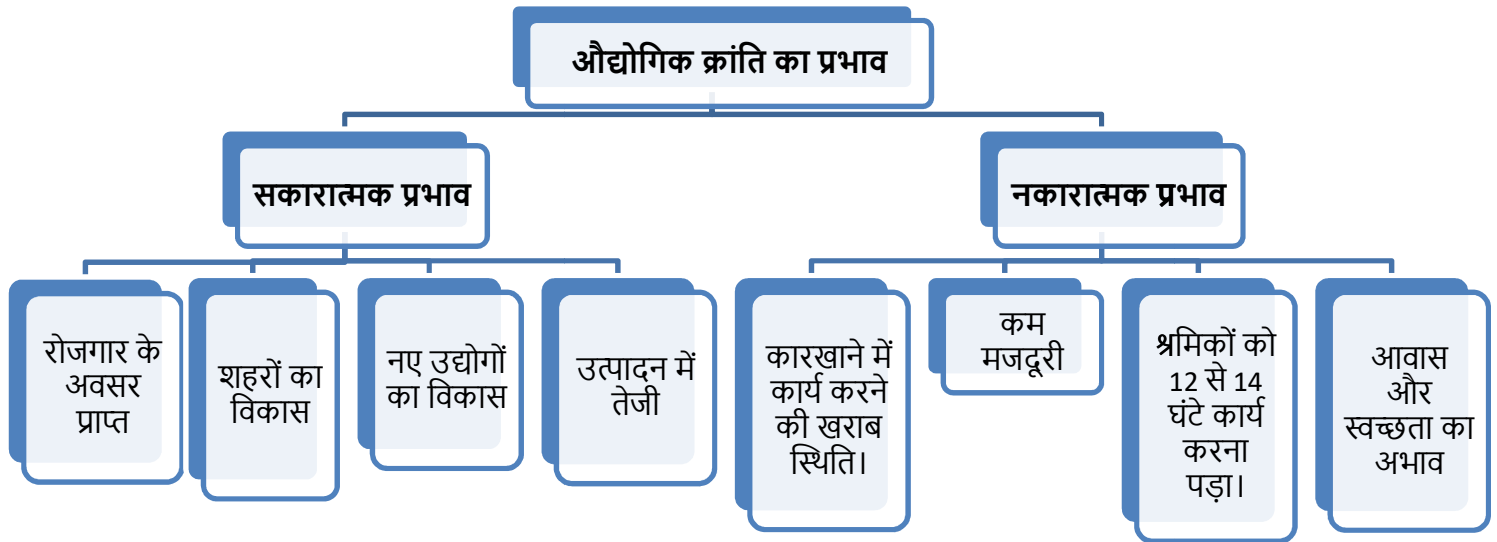 औद्योगिक क्रांति का प्रभाव
सकारात्मक प्रभाव
नकारात्मक प्रभाव
रोजगार के
अवसर
प्राप्त
शहरों का
विकास
नए उद्योगों
का विकास
उत्पादन में
तेजी
कारखाने में
कार्य करने
की खराब
स्थिति।
कम
मजदूरी
श्रमिकों को
12 से 14
घंटे कार्य
करना
पड़ा।
आवास
और
स्वच्छता का
अभाव